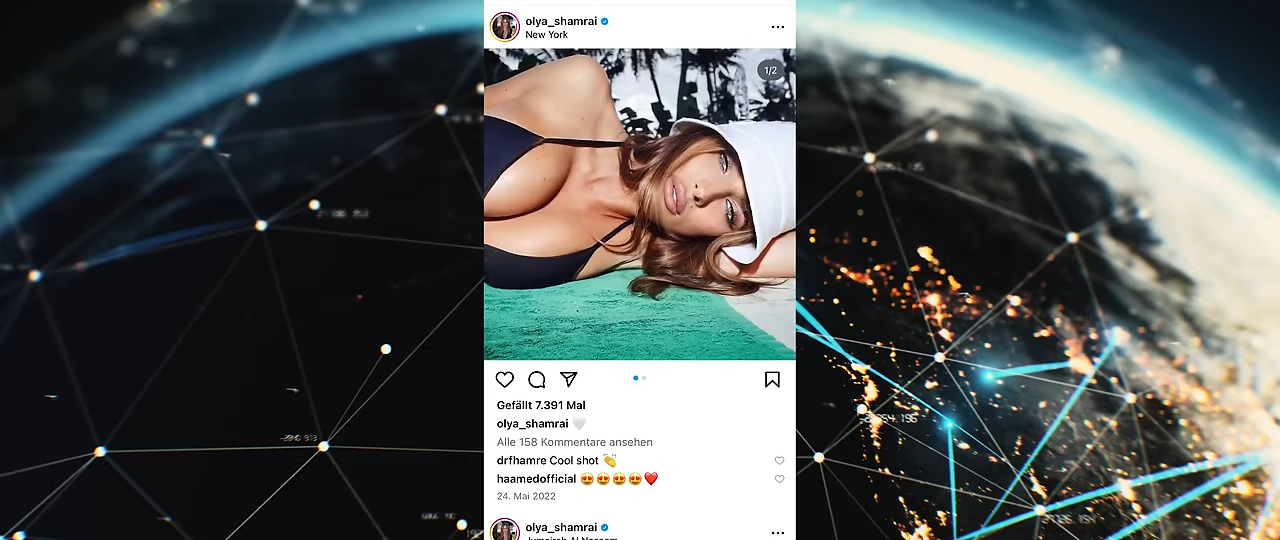 olya_shamrai
New York
1/2
Gefällt 7.391 Mal
olya_shamrai 🤍
Alle 158 Kommentare ansehen
drfhamre Cool shot 👏
haamedofficial 😍😍😍😍❤️
24. Mai 2022
olya_shamrai